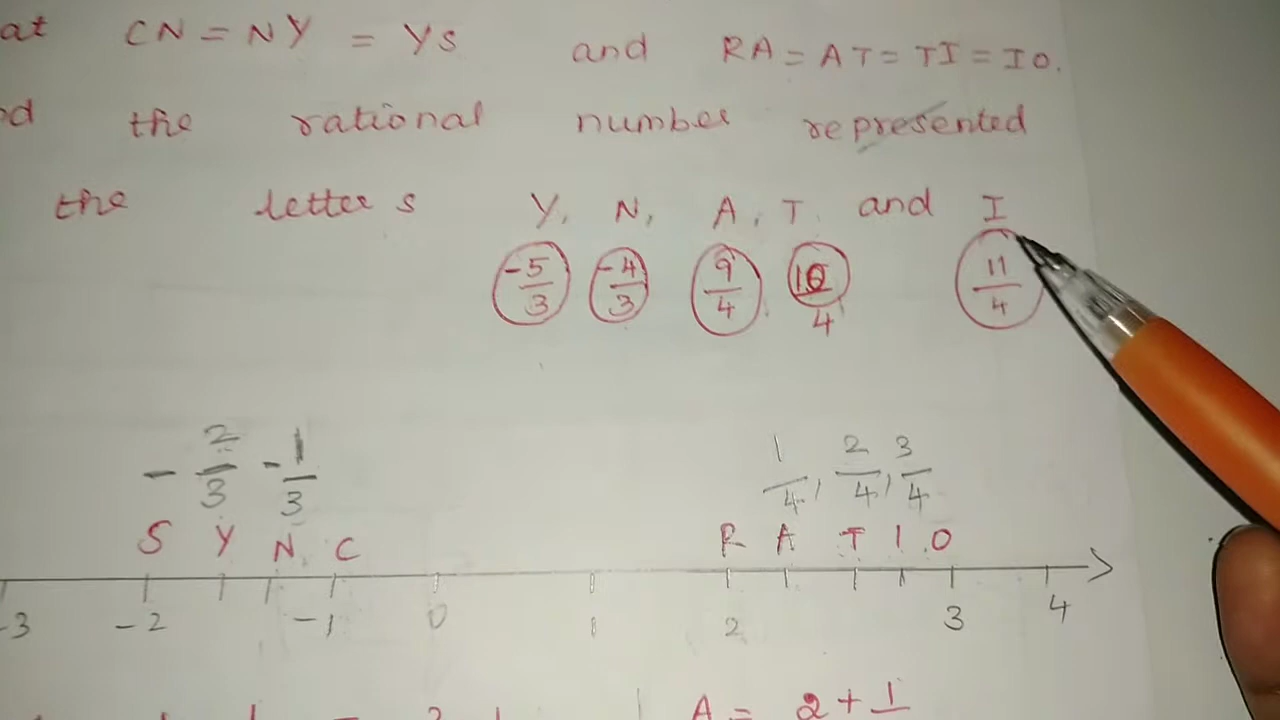 at CN = NY = YS and RA = AT = TI = IO.
the rational number represented
the letters Y, N, A, T. and I
-5/3 -4/3 9/4 10/4 11/4
- 2/3 - 1/3 1/4, 2/4, 3/4
S Y N C R A T I O
-3 -2 -1 0 1 2 3 4
A = 2 + 1